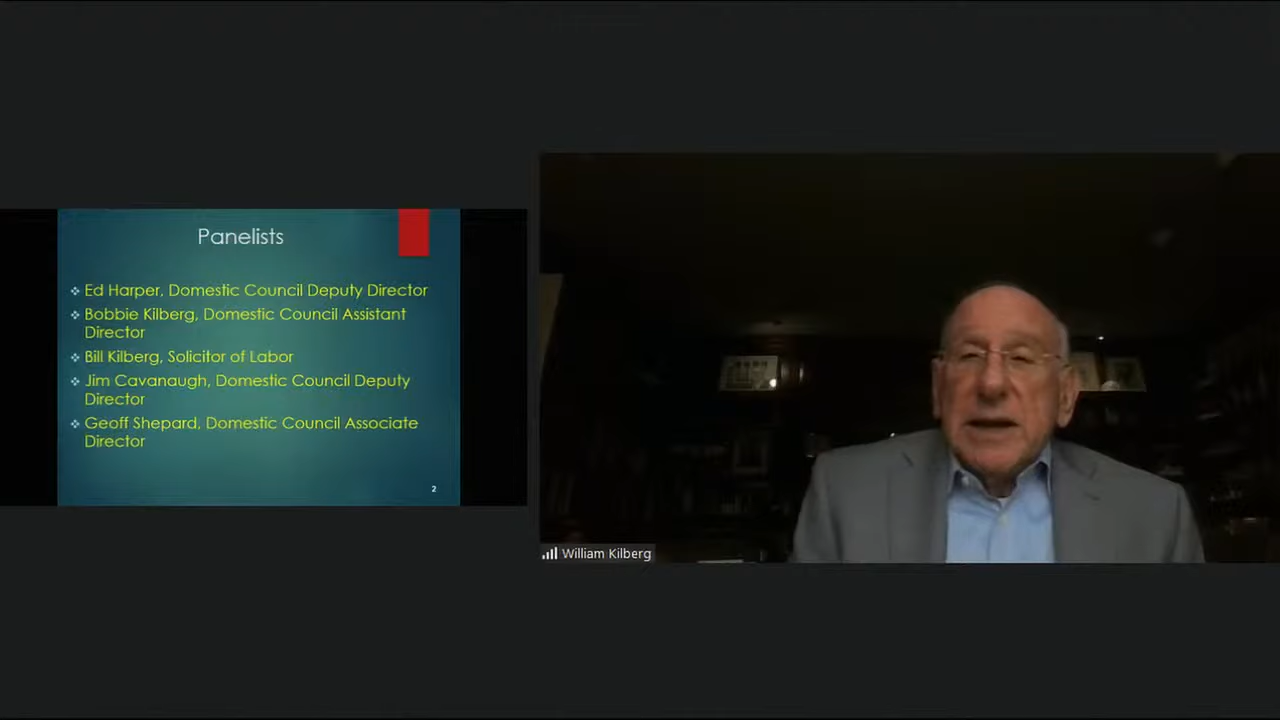 Panelists
Ed Harper, Domestic Council Deputy Director
Bobbie Kilberg, Domestic Council Assistant
Director
Bill Kilberg, Solicitor of Labor
Jim Cavanaugh, Domestic Council Deputy
Director
Geoff Shepard, Domestic Council Associate
Director
2
William Kilberg